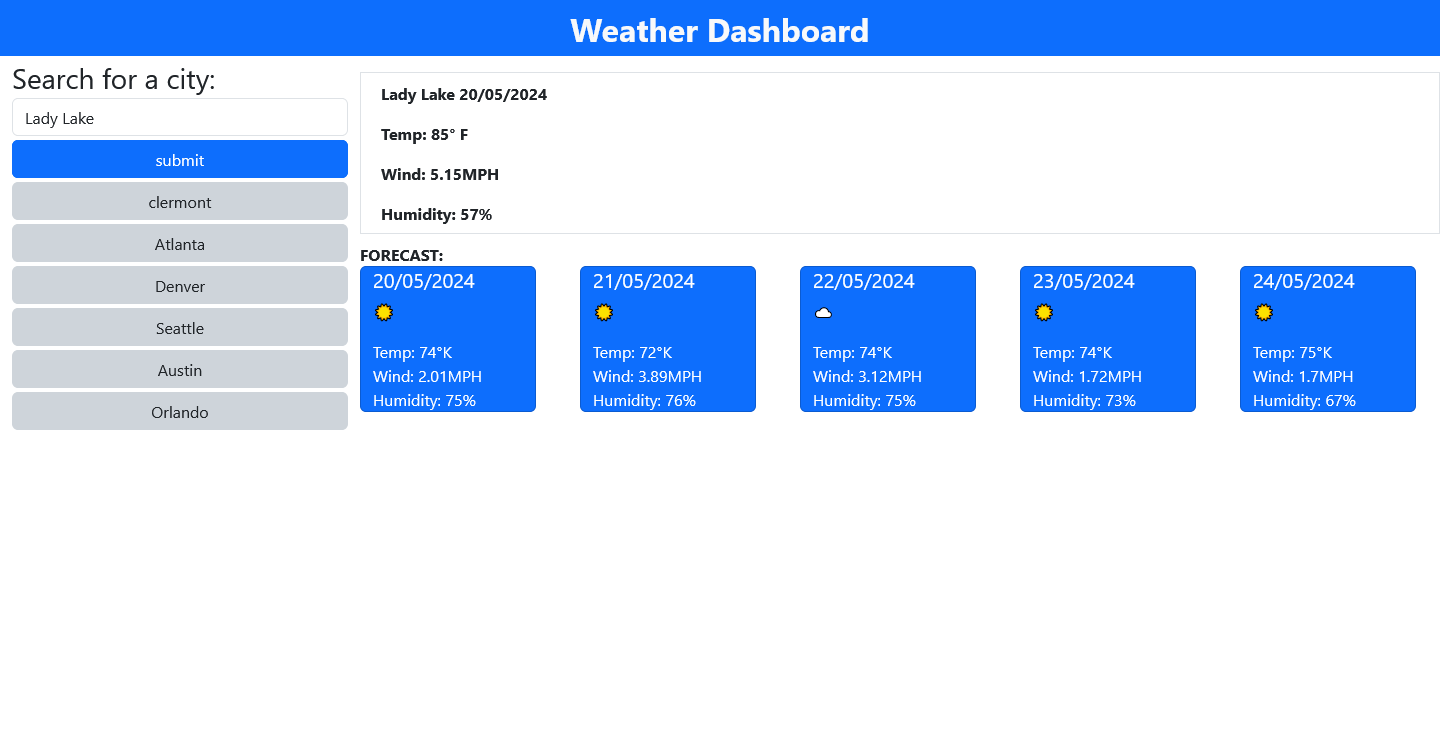 Weather Dashboard
Search for a city:
Lady Lake
submit
clermont
Atlanta
Denver
Seattle
Austin
Orlando
Lady Lake 20/05/2024
Temp: 85° F
Wind: 5.15MPH
Humidity: 57%
FORECAST:
20/05/2024
Temp: 74°K
Wind: 2.01MPH
Humidity: 75%
21/05/2024
Temp: 72°K
Wind: 3.89MPH
Humidity: 76%
22/05/2024
Temp: 74°K
Wind: 3.12MPH
Humidity: 75%
23/05/2024
Temp: 74°K
Wind: 1.72MPH
Humidity: 73%
24/05/2024
Temp: 75°K
Wind: 1.7MPH
Humidity: 67%